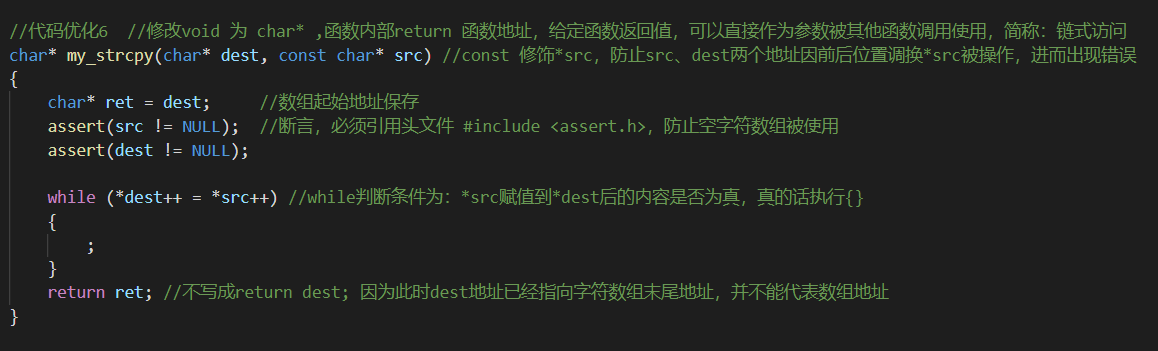 //代码优化6  //修改void 为 char* ,函数内部return 函数地址，给定函数返回值，可以直接作为参数被其他函数调用使用，简称：链式访问
char* my_strcpy(char* dest, const char* src) //const 修饰*src，防止src、dest两个地址因前后位置调换*src被操作，进而出现错误
{
    char* ret = dest;     //数组起始地址保存
    assert(src != NULL);  //断言，必须引用头文件 #include <assert.h>，防止空字符数组被使用
    assert(dest != NULL);
    while (*dest++ = *src++) //while判断条件为：*src赋值到*dest后的内容是否为真，真的话执行{}
    {
        ;
    }
    return ret; //不写成return dest; 因为此时dest地址已经指向字符数组末尾地址，并不能代表数组地址
}